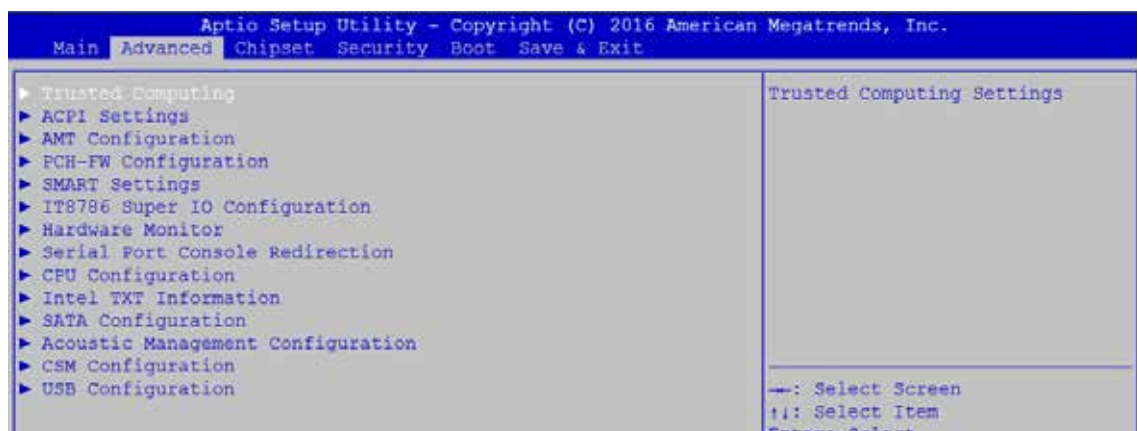 Aptio Setup Utility - Copyright (C) 2016 American Megatrends, Inc.
Main Advanced Chipset Security Boot Save & Exit
► Trusted Computing
► ACPI Settings
► AMT Configuration
► PCH-FW Configuration
► SMART Settings
► IT8786 Super IO Configuration
► Hardware Monitor
► Serial Port Console Redirection
► CPU Configuration
► Intel TXT Information
► SATA Configuration
► Acoustic Management Configuration
► CSM Configuration
► USB Configuration
Trusted Computing Settings
→←: Select Screen
↑↓: Select Item